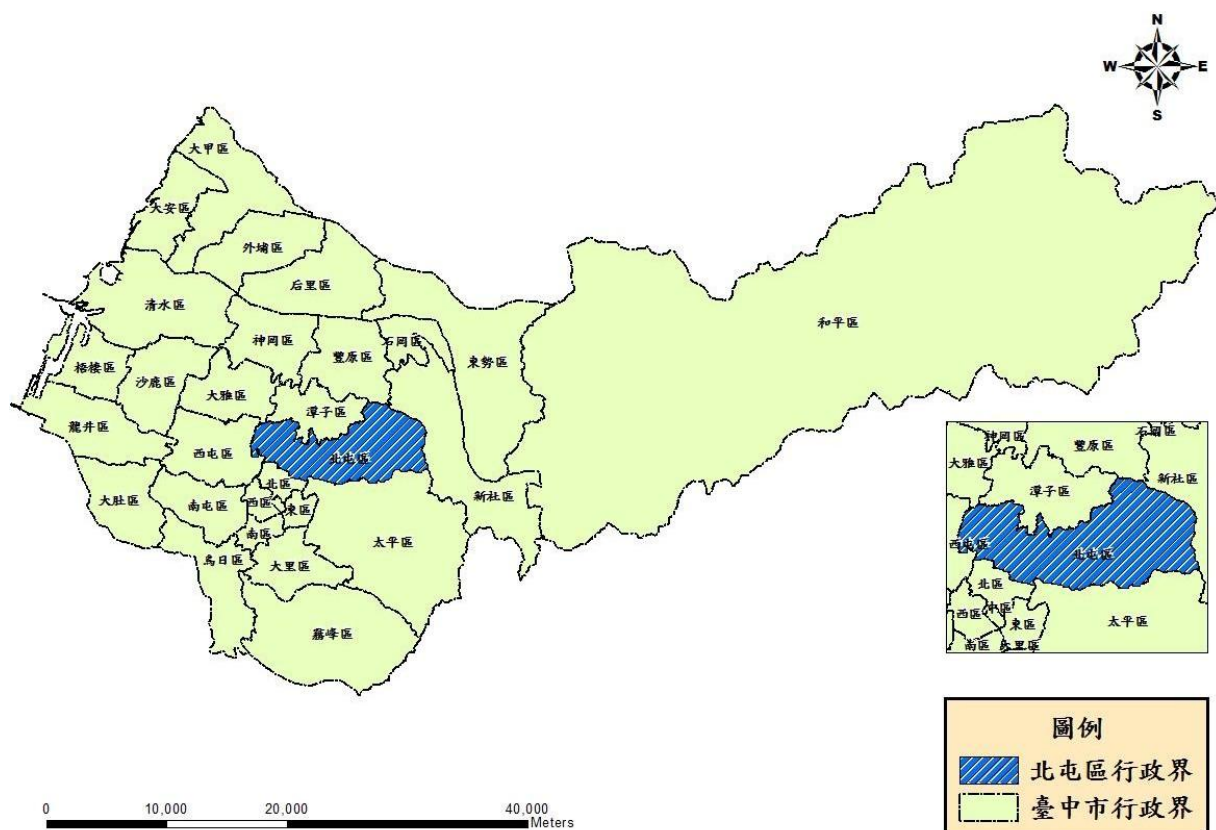 N
W E
S
大甲區
大安區
外埔區
后里區
清水區
神岡區
豐原區
石岡區
東勢區
和平區
梧棲區
沙鹿區
大雅區
潭子區
龍井區
西屯區
北屯區
大肚區
南屯區
北區
西區
東區
南區
新社區
烏日區
大里區
太平區
霧峰區
神岡區
豐原區
石岡區
大雅區
潭子區
新社區
西屯區
北屯區
北區
西區
中區
東區
太平區
南區
大里區
圖例
北屯區行政界
臺中市行政界
0 10,000 20,000 40,000
Meters